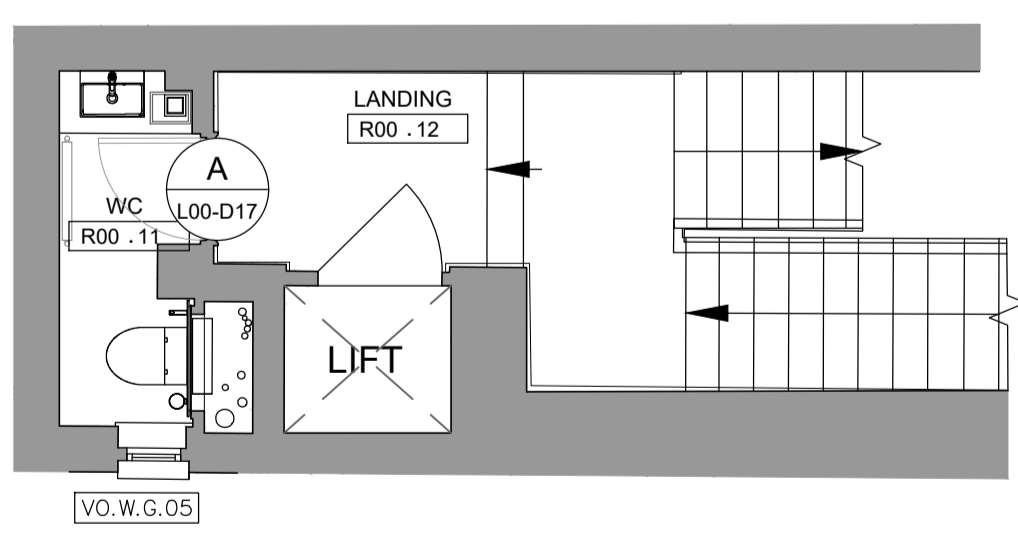 LANDING
R00 .12
A
L00-D17
WC
R00 .11
LIFT
VO.W.G.05